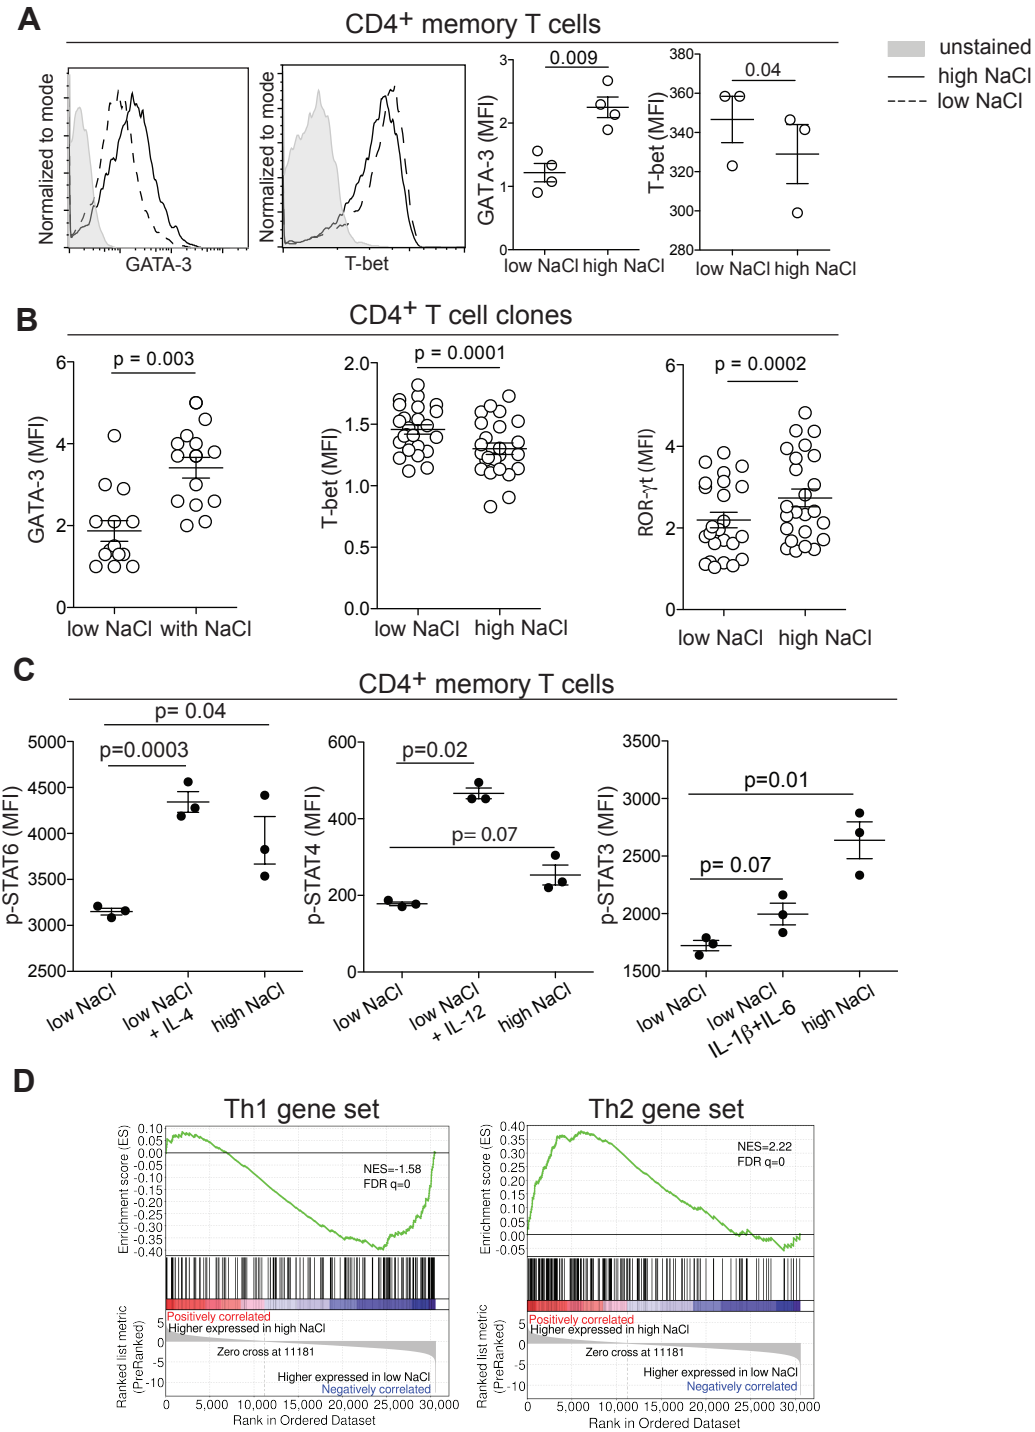 A
CD4+ memory T cells
unstained
high NaCl
low NaCl
Normalized to mode
GATA-3
Normalized to mode
T-bet
GATA-3 (MFI)
3
2
1
0
0.009
low NaCl
high NaCl
T-bet (MFI)
380
360
340
320
300
280
0.04
low NaCl
high NaCl
B
CD4+ T cell clones
GATA-3 (MFI)
6
4
2
0
p = 0.003
low NaCl
with NaCl
T-bet (MFI)
2.0
1.5
1.0
0.5
0.0
p = 0.0001
low NaCl
high NaCl
ROR-γt (MFI)
6
4
2
0
p = 0.0002
low NaCl
high NaCl
C
CD4+ memory T cells
p-STAT6 (MFI)
5000
4500
4000
3500
3000
2500
p= 0.04
p=0.0003
low NaCl
low NaCl
+ IL-4
high NaCl
p-STAT4 (MFI)
600
400
200
0
p=0.02
p= 0.07
low NaCl
low NaCl
+ IL-12
high NaCl
p-STAT3 (MFI)
3500
3000
2500
2000
1500
p=0.01
p= 0.07
low NaCl
low NaCl
IL-1β+IL-6
high NaCl
D
Th1 gene set
Enrichment score (ES)
0.10
0.05
-0.00
-0.05
-0.10
-0.15
-0.20
-0.25
-0.30
-0.35
-0.40
NES=-1.58
FDR q=0
Positively correlated
Higher expressed in high NaCl
Zero cross at 11181
Higher expressed in low NaCl
Negatively correlated
Ranked list metric
(PreRanked)
5
0
-5
-10
0
5,000
10,000
15,000
20,000
25,000
30,000
Rank in Ordered Dataset
Th2 gene set
Enrichment score (ES)
0.40
0.35
0.30
0.25
0.20
0.15
0.10
0.05
0.00
-0.05
NES=2.22
FDR q=0
Positively correlated
Higher expressed in high NaCl
Zero cross at 11181
Higher expressed in low NaCl
Negatively correlated
Ranked list metric
(PreRanked)
5
0
-5
-10
0
5,000
10,000
15,000
20,000
25,000
30,000
Rank in Ordered Dataset